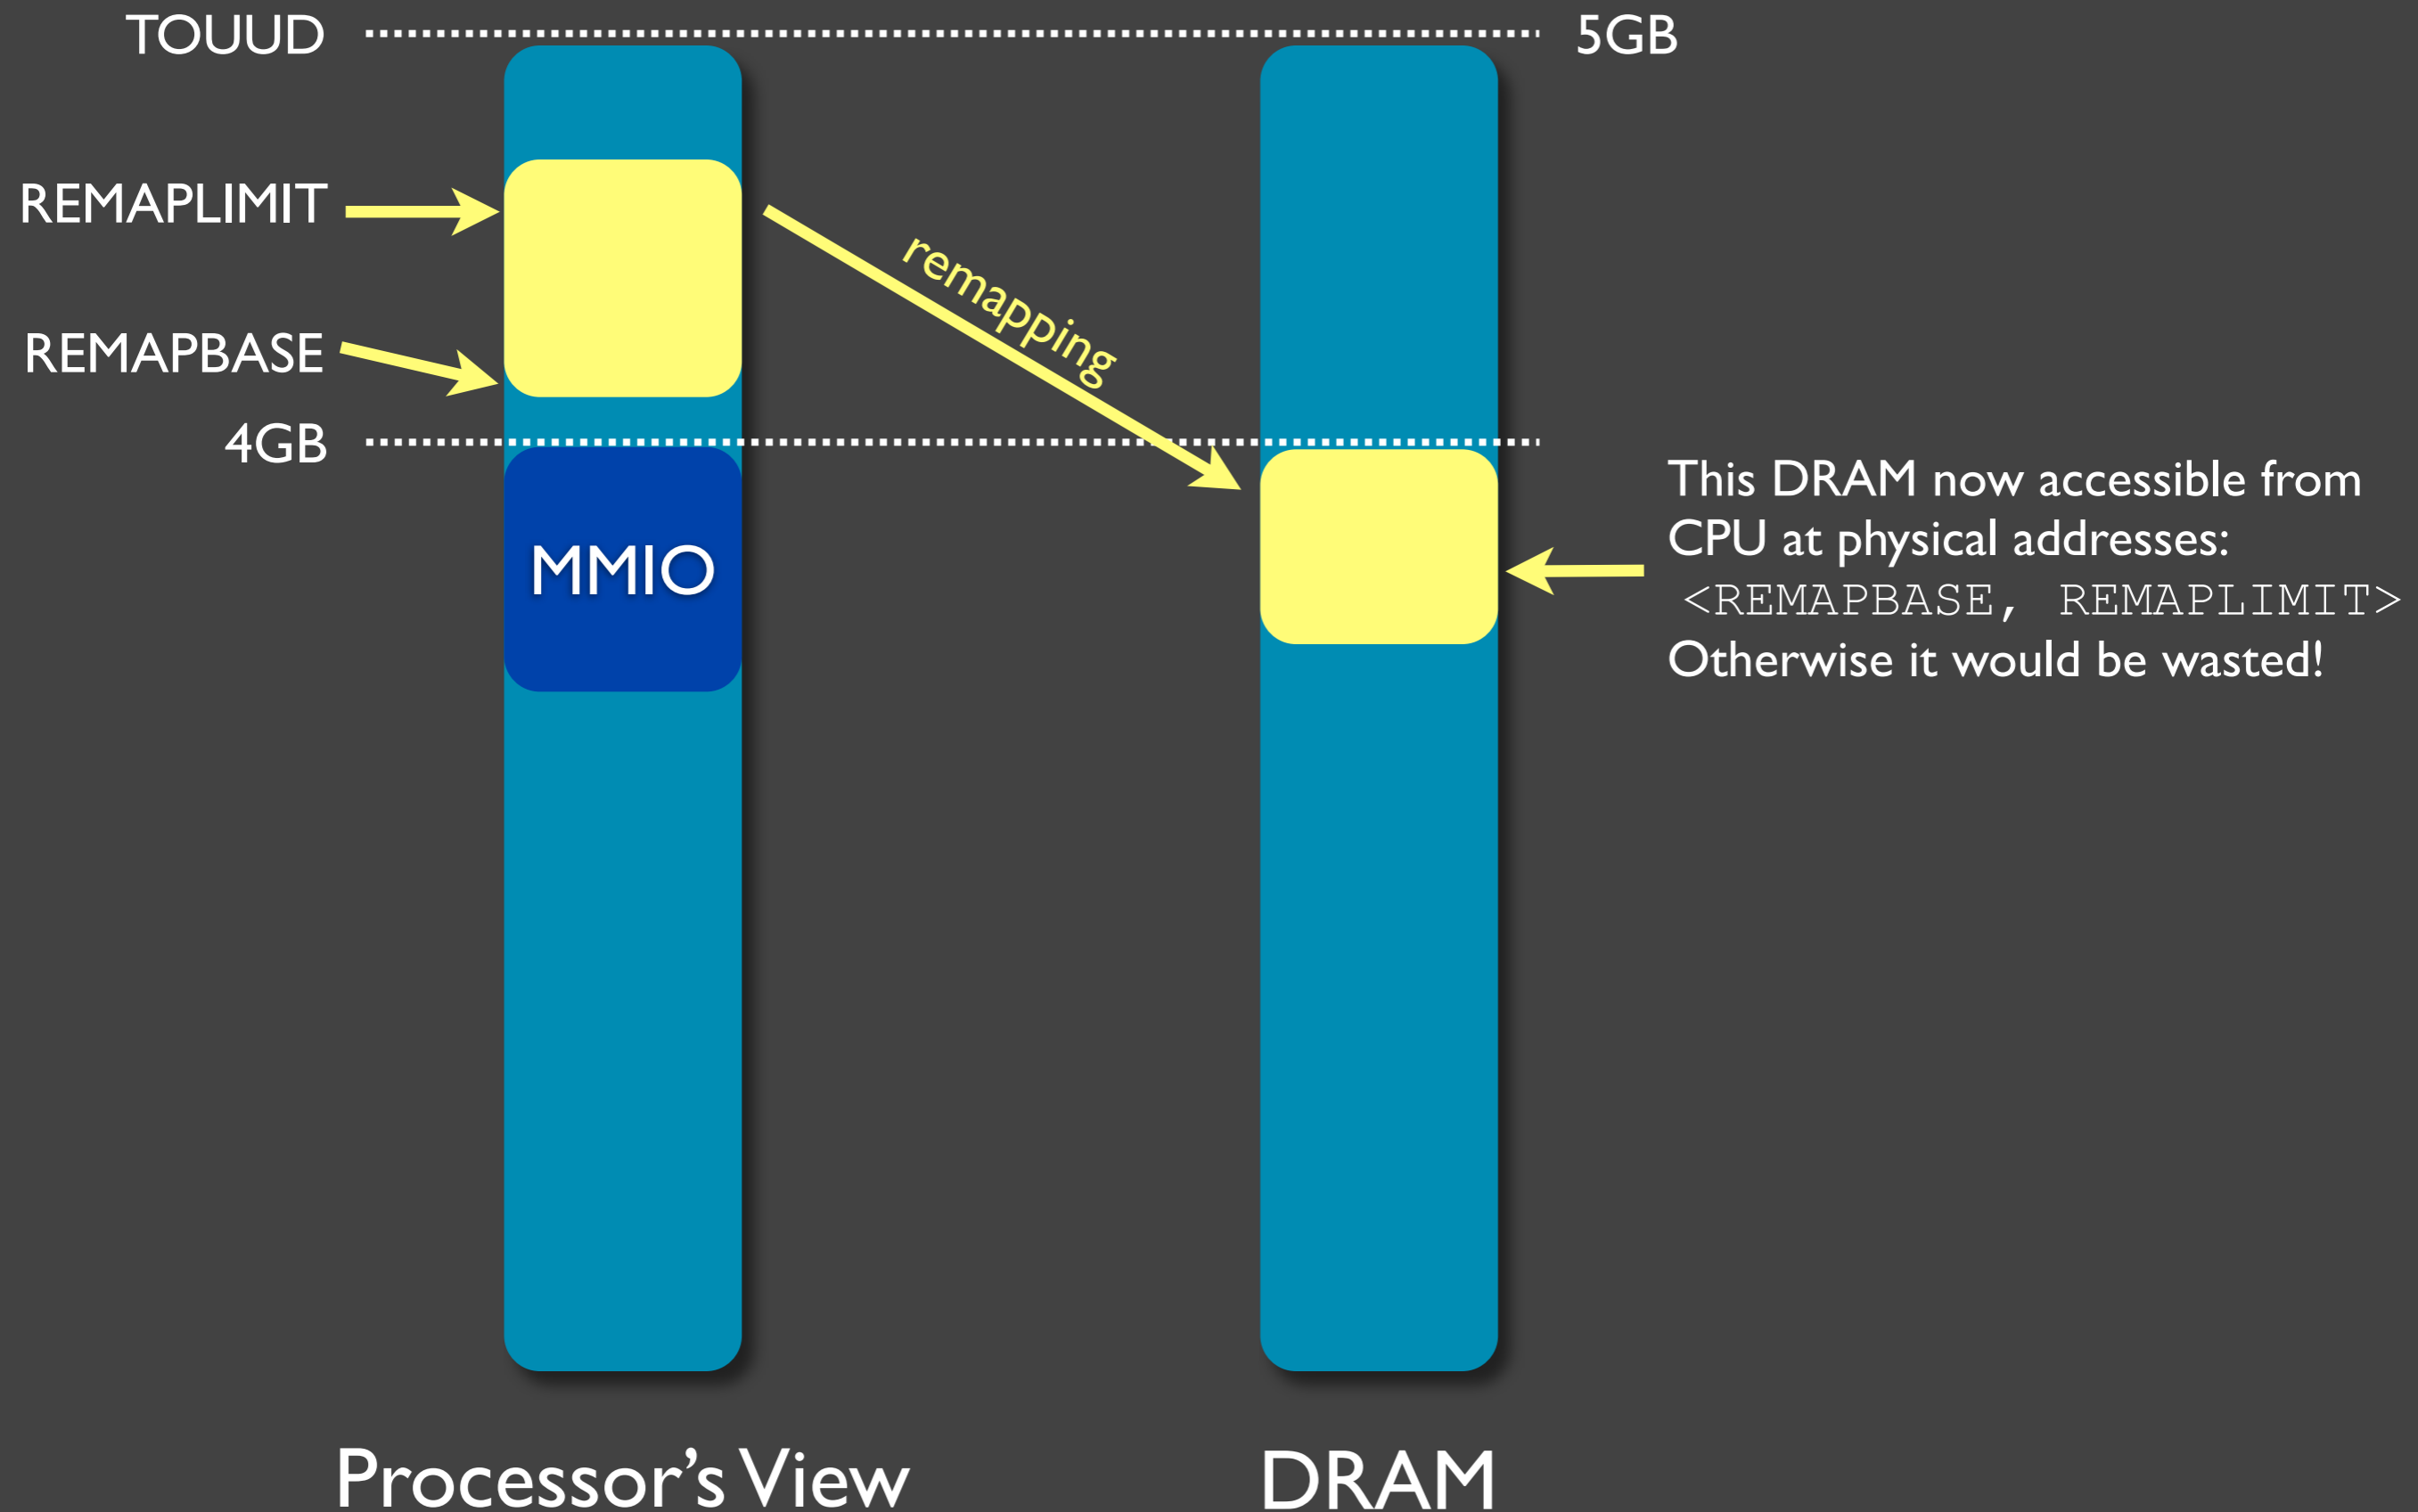 TOUUD
5GB
REMAPLIMIT
remapping
REMAPBASE
4GB
MMIO
This DRAM now accessible from
CPU at physical addresses:
<REMAPBASE, REMAPLIMIT>
Otherwise it would be wasted!
Processor’s View
DRAM